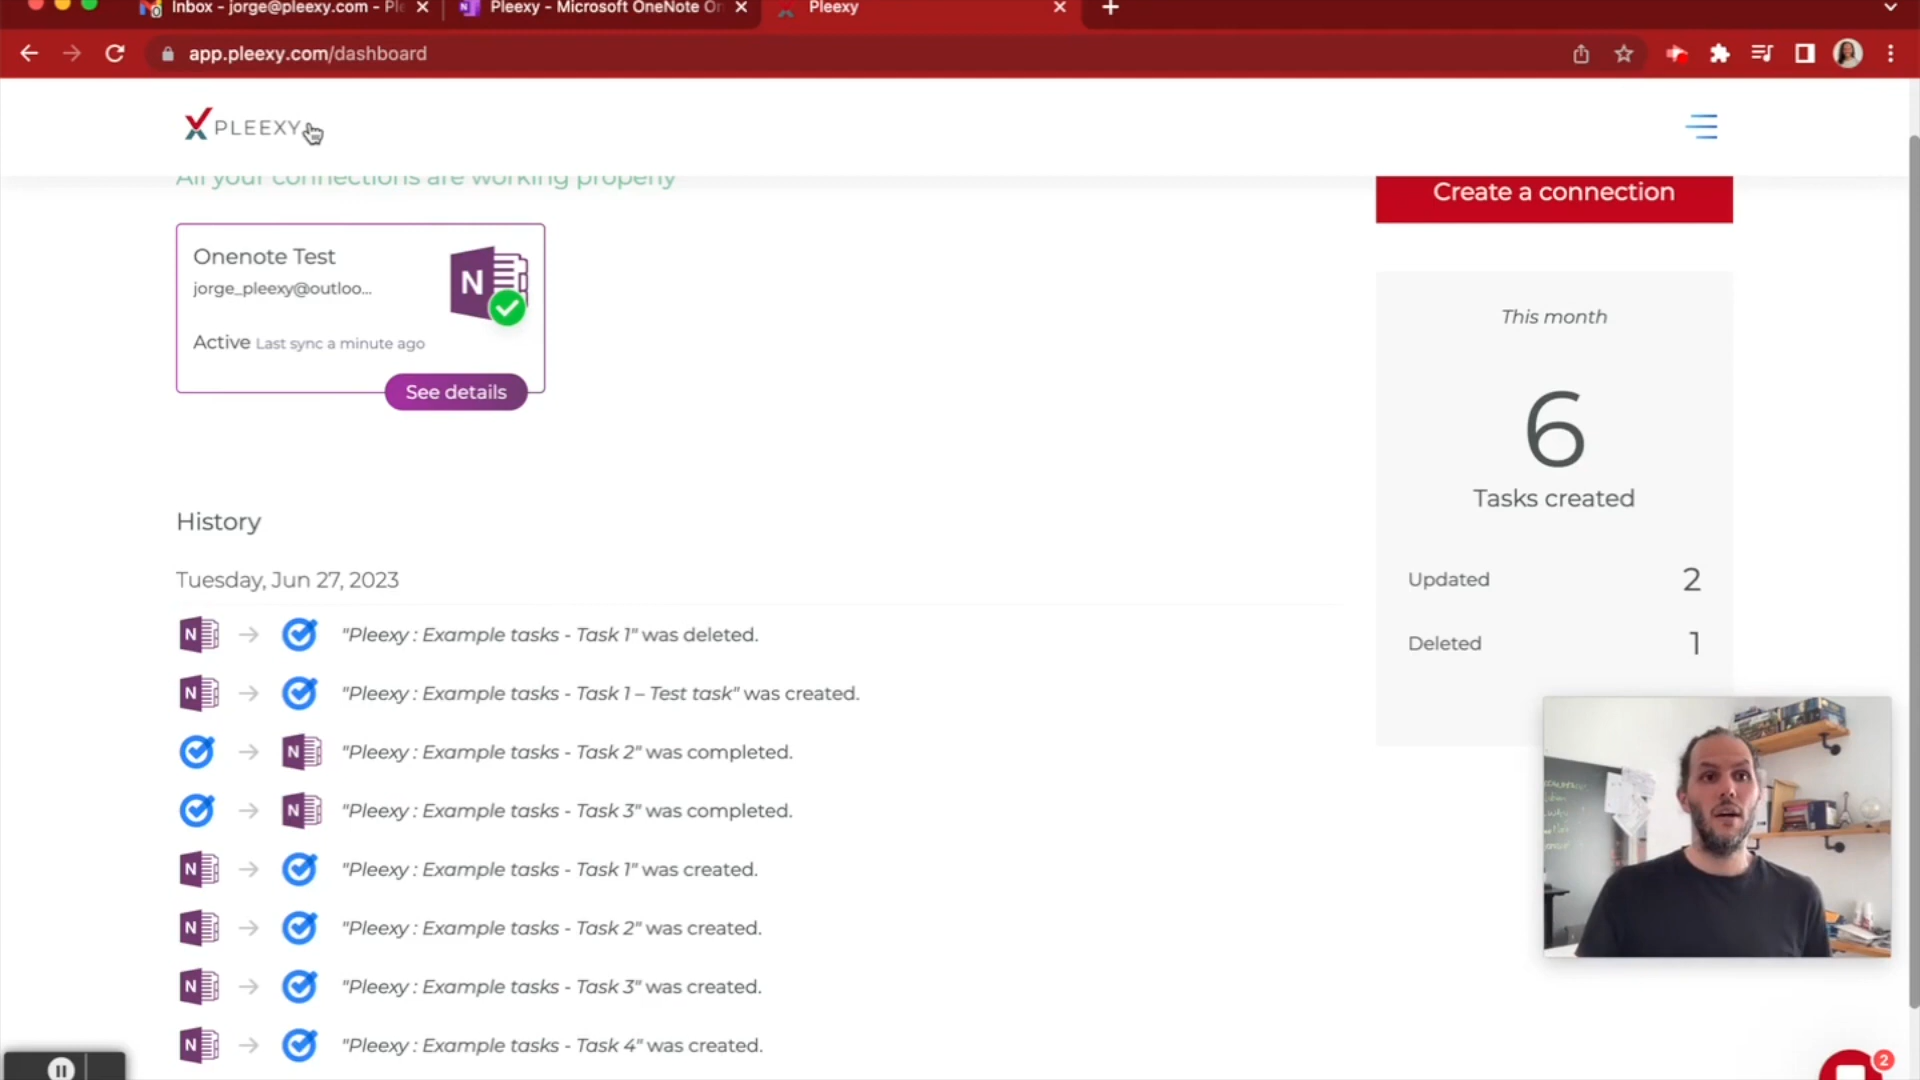 Inbox - jorge@pleexy.com - Ple
Pleexy - Microsoft OneNote On
Pleexy
app.pleexy.com/dashboard
PLEEXY
All your connections are working properly
Create a connection
Onenote Test
jorge_pleexy@outloo...
Active Last sync a minute ago
See details
This month
6
Tasks created
Updated 2
Deleted 1
History
Tuesday, Jun 27, 2023
"Pleexy : Example tasks - Task 1" was deleted.
"Pleexy : Example tasks - Task 1 – Test task" was created.
"Pleexy : Example tasks - Task 2" was completed.
"Pleexy : Example tasks - Task 3" was completed.
"Pleexy : Example tasks - Task 1" was created.
"Pleexy : Example tasks - Task 2" was created.
"Pleexy : Example tasks - Task 3" was created.
"Pleexy : Example tasks - Task 4" was created.
2